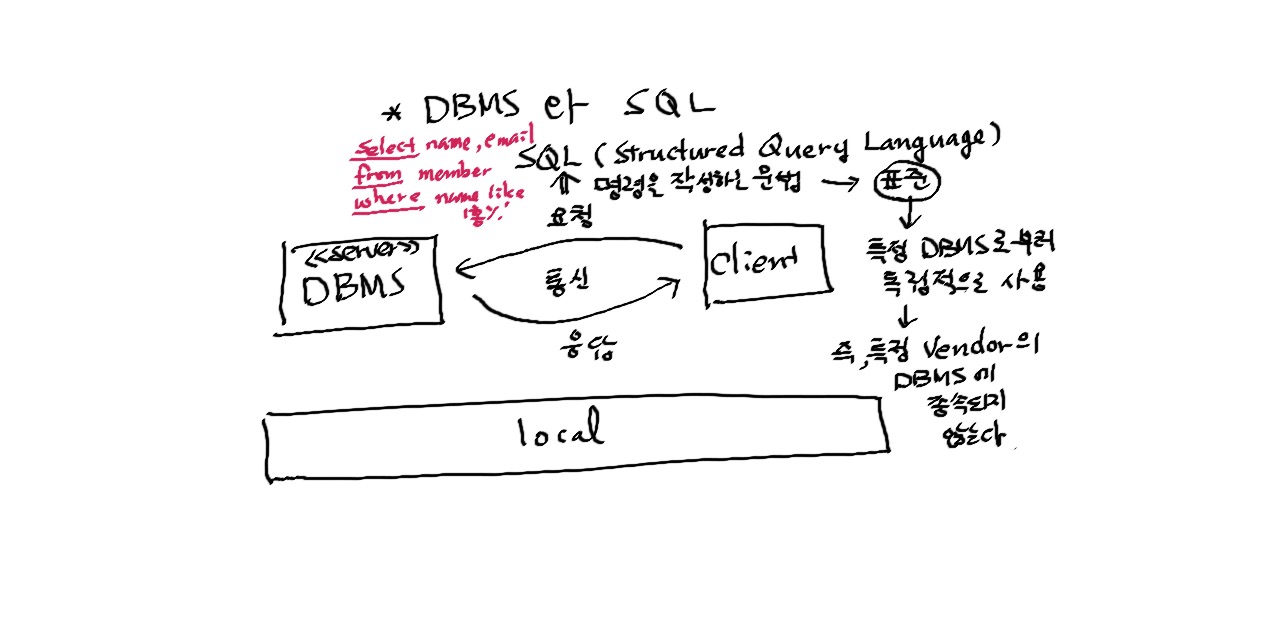 * DBMS 와 SQL
select name, email
from member
where name like
'홍%'
SQL (Structured Query Language)
명령을 작성하는 문법 → 표준
요청
<<server>>
DBMS
통신
Client
응답
특정 DBMS로부터
독립적으로 사용
즉, 특정 Vendor의
DBMS에
종속되지
않는다.
local